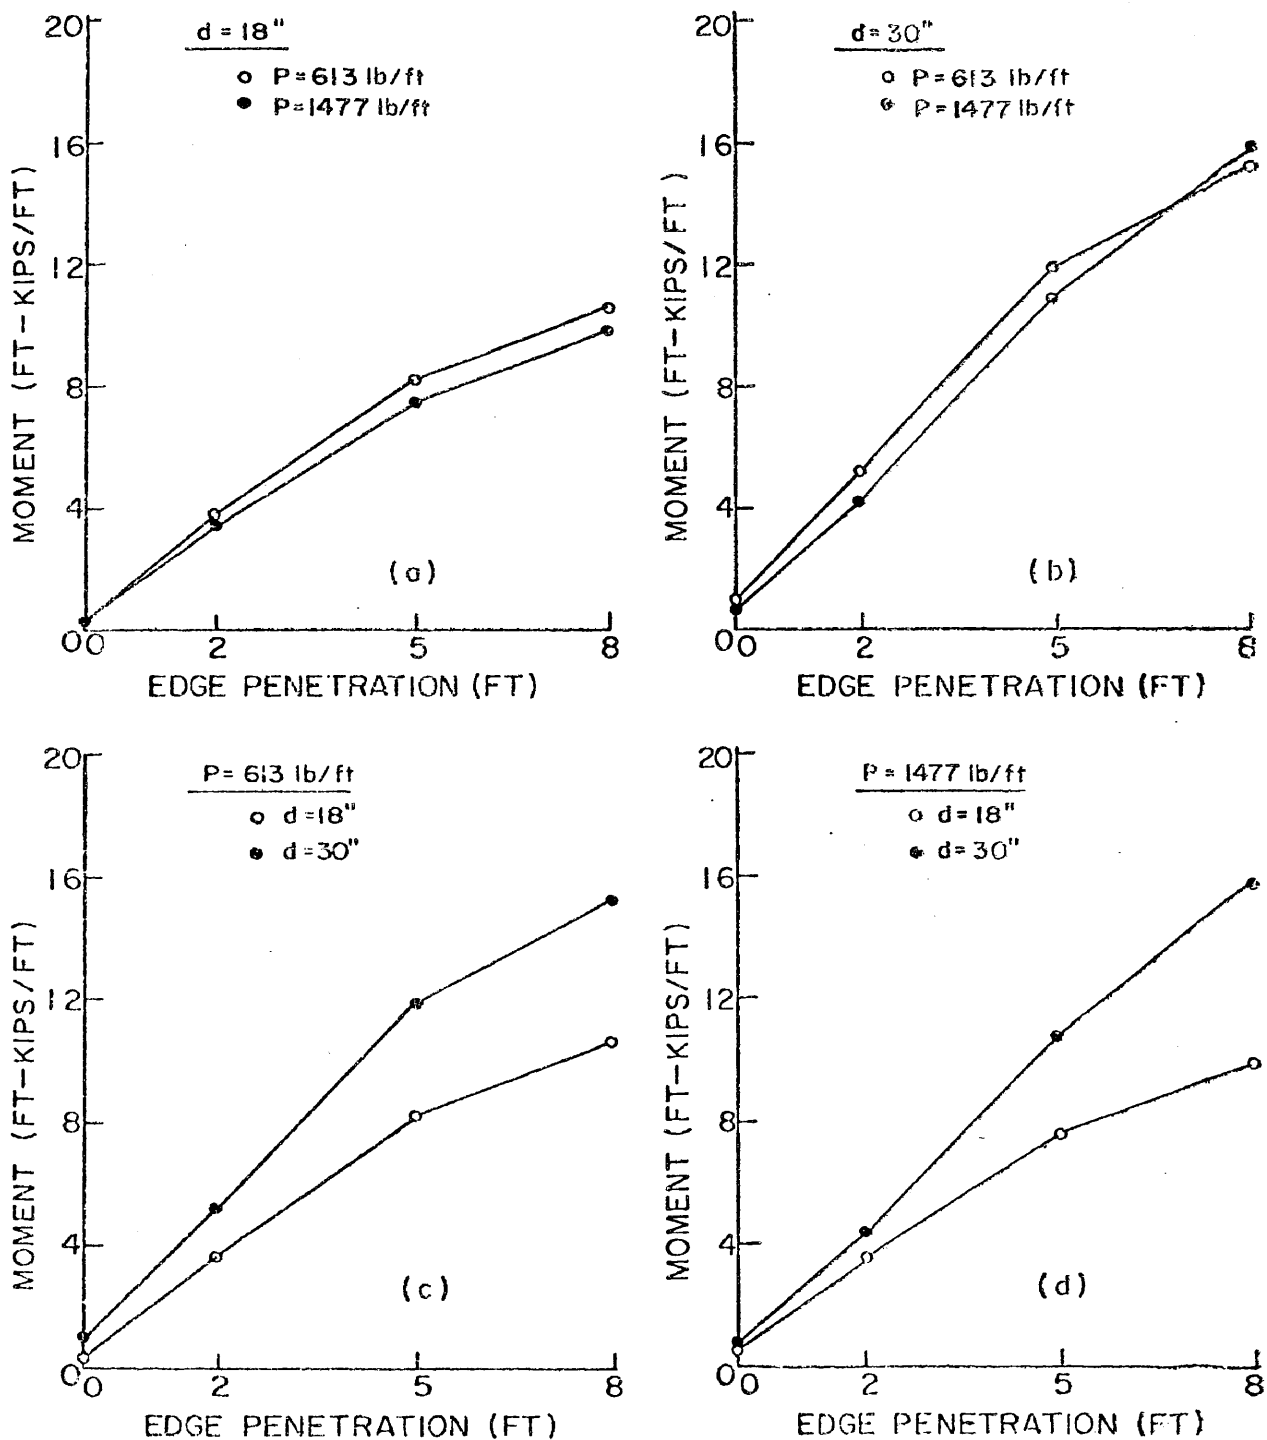 20
16
12
8
4
0
d = 18"
P=613 lb/ft
P=1477 lb/ft
MOMENT (FT-KIPS/FT)
(a)
0 2 5 8
EDGE PENETRATION (FT)
20
16
12
8
4
0
d=30"
P=613 lb/ft
P=1477 lb/ft
MOMENT (FT-KIPS/FT)
(b)
0 2 5 8
EDGE PENETRATION (FT)
20
16
12
8
4
0
P= 613 lb/ft
d=18"
d=30"
MOMENT (FT-KIPS/FT)
(c)
0 2 5 8
EDGE PENETRATION (FT)
20
16
12
8
4
0
P= 1477 lb/ft
d=18"
d=30"
MOMENT (FT-KIPS/FT)
(d)
0 2 5 8
EDGE PENETRATION (FT)